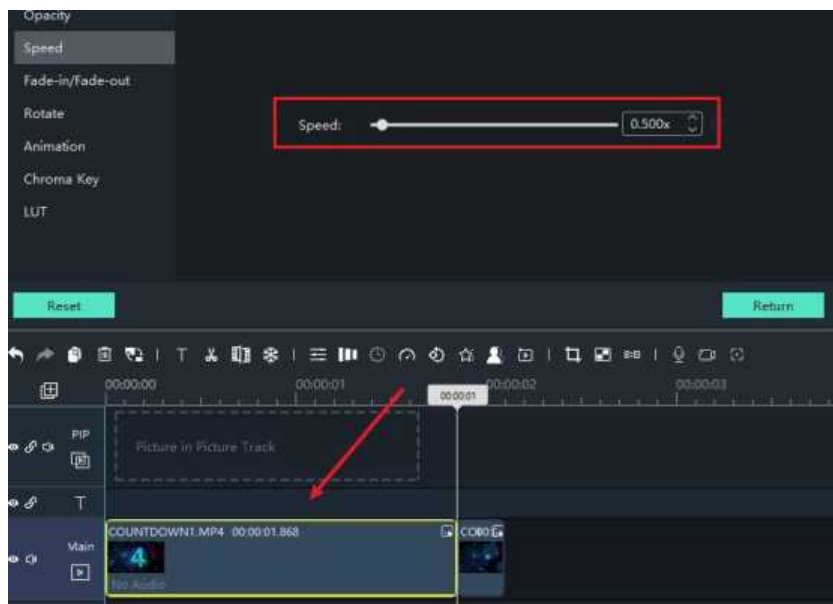 Opacity
Speed
Fade-in/Fade-out
Rotate
Animation
Chroma Key
LUT
Speed:
0.500x
Reset
Return
00:00:00
00:00:01
00:00:01
00:00:02
00:00:03
PIP
Picture in Picture Track
T
COUNTDOWN1.MP4 00:00:01.868
4
No Audio
Main